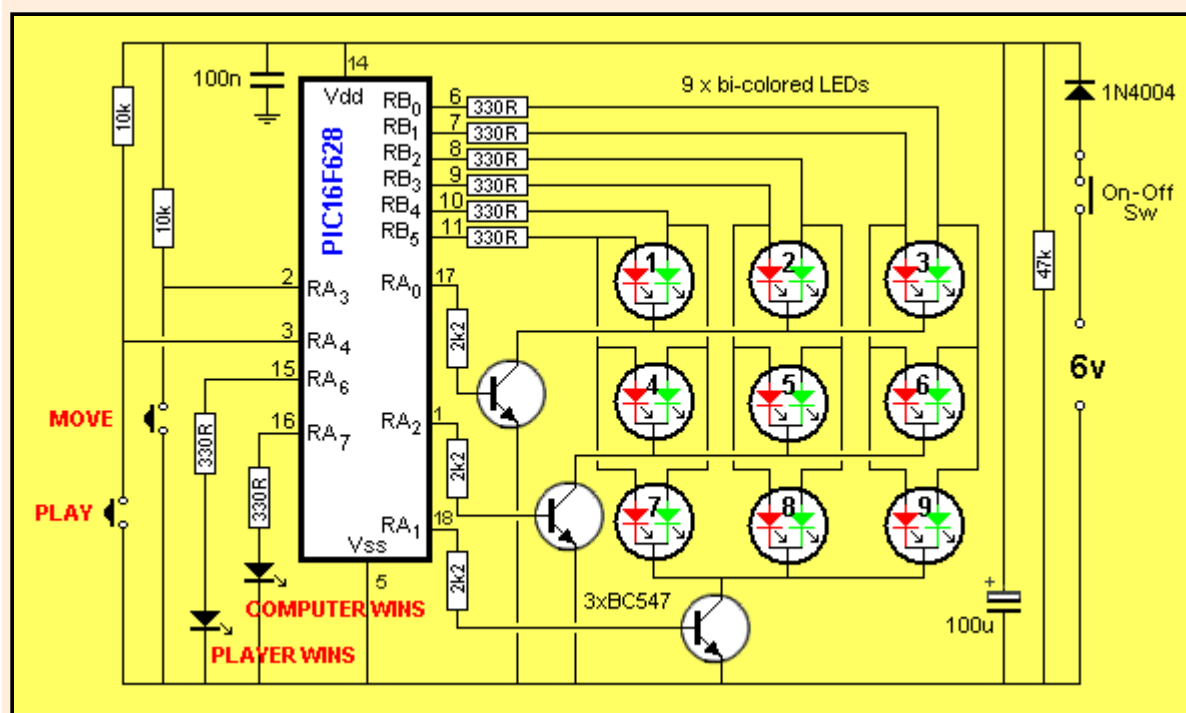 14
100n
Vdd
9 x bi-colored LEDs
RB0
6
330R
1N4004
10k
RB1
7
330R
PIC16F628
RB2
8
330R
RB3
9
330R
On-Off
Sw
10k
RB4
10
330R
RB5
11
330R
1
2
3
47k
2
RA3
RA0
17
2k2
3
RA4
6v
15
RA6
4
5
6
MOVE
16
RA7
RA2
1
330R
2k2
330R
7
8
9
PLAY
RA1
18
Vss
5
2k2
3xBC547
+
COMPUTER WINS
100u
PLAYER WINS